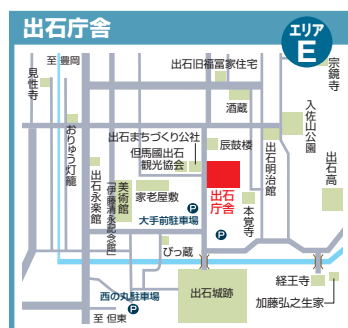 出石庁舎
エリア
E
至 豊岡
見性寺
出石旧福冨家住宅
宗鏡寺
酒蔵
入佐山公園
おりゅう灯籠
出石まちづくり公社
但馬國出石
観光協会
辰鼓楼
出石明治館
出石高
出石永楽館
美術館
「伊藤清永記念館」
家老屋敷
出石
庁舎
本覚寺
P
大手前駐車場
P
びっ蔵
西の丸駐車場
P
出石城跡
経王寺
加藤弘之生家
至 但東